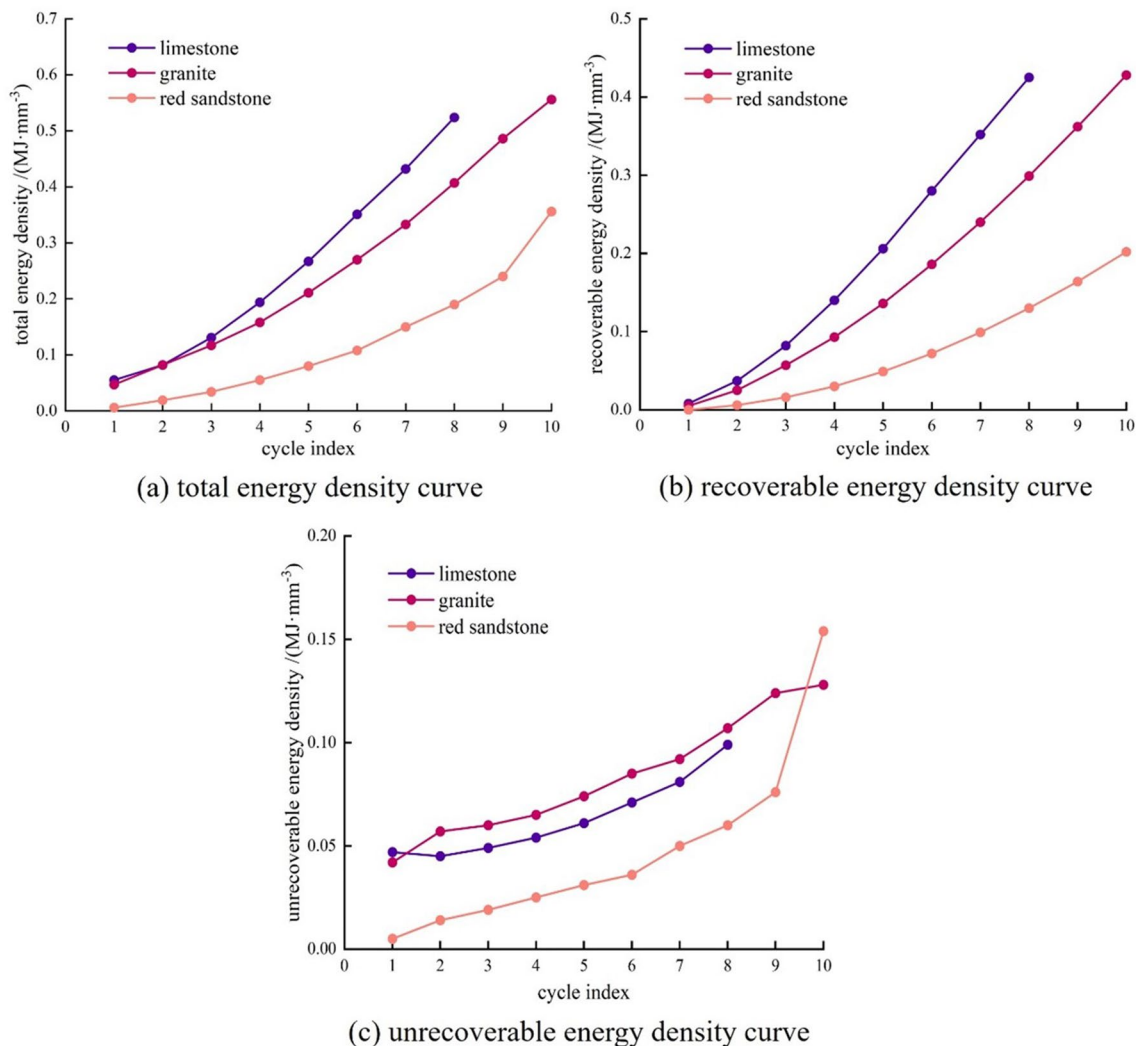 0.7
0.6
0.5
0.4
0.3
0.2
0.1
0.0
total energy density /(MJ·mm⁻³)
limestone
granite
red sandstone
0 1 2 3 4 5 6 7 8 9 10
cycle index
(a) total energy density curve
0.5
0.4
0.3
0.2
0.1
0.0
recoverable energy density /(MJ·mm⁻³)
limestone
granite
red sandstone
0 1 2 3 4 5 6 7 8 9 10
cycle index
(b) recoverable energy density curve
0.20
0.15
0.10
0.05
0.00
unrecoverable energy density /(MJ·mm⁻³)
limestone
granite
red sandstone
0 1 2 3 4 5 6 7 8 9 10
cycle index
(c) unrecoverable energy density curve